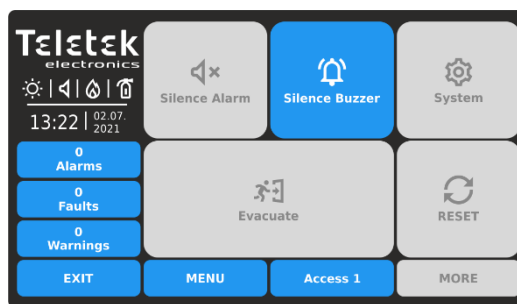 Teletek
electronics
13:22 | 02.07.
2021
Silence Alarm
Silence Buzzer
System
0
Alarms
0
Faults
0
Warnings
Evacuate
RESET
EXIT
MENU
Access 1
MORE